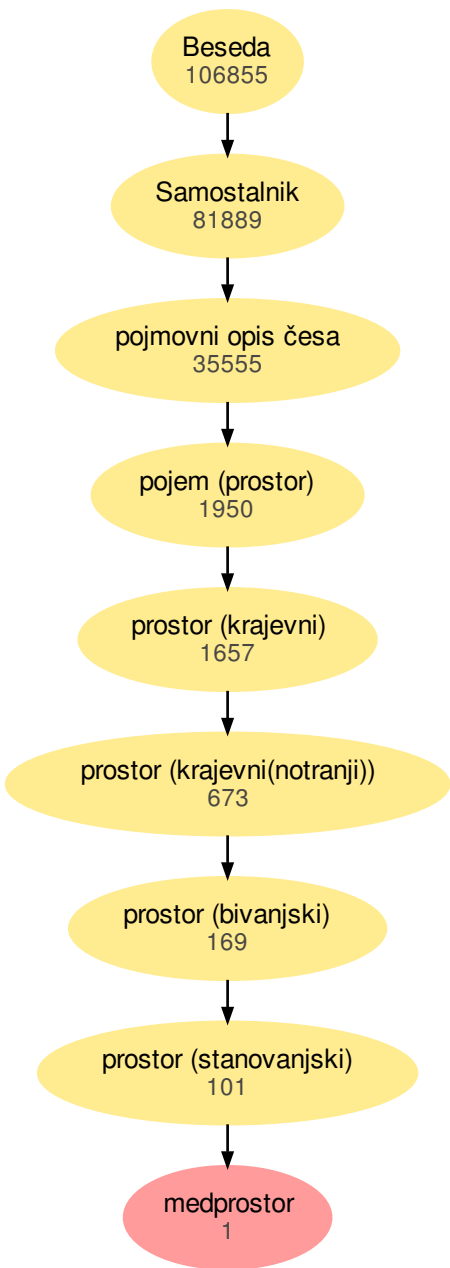 Beseda
106855
Samostalnik
81889
pojmovni opis česa
35555
pojem (prostor)
1950
prostor (krajevni)
1657
prostor (krajevni(notranji))
673
prostor (bivanjski)
169
prostor (stanovanjski)
101
medprostor
1